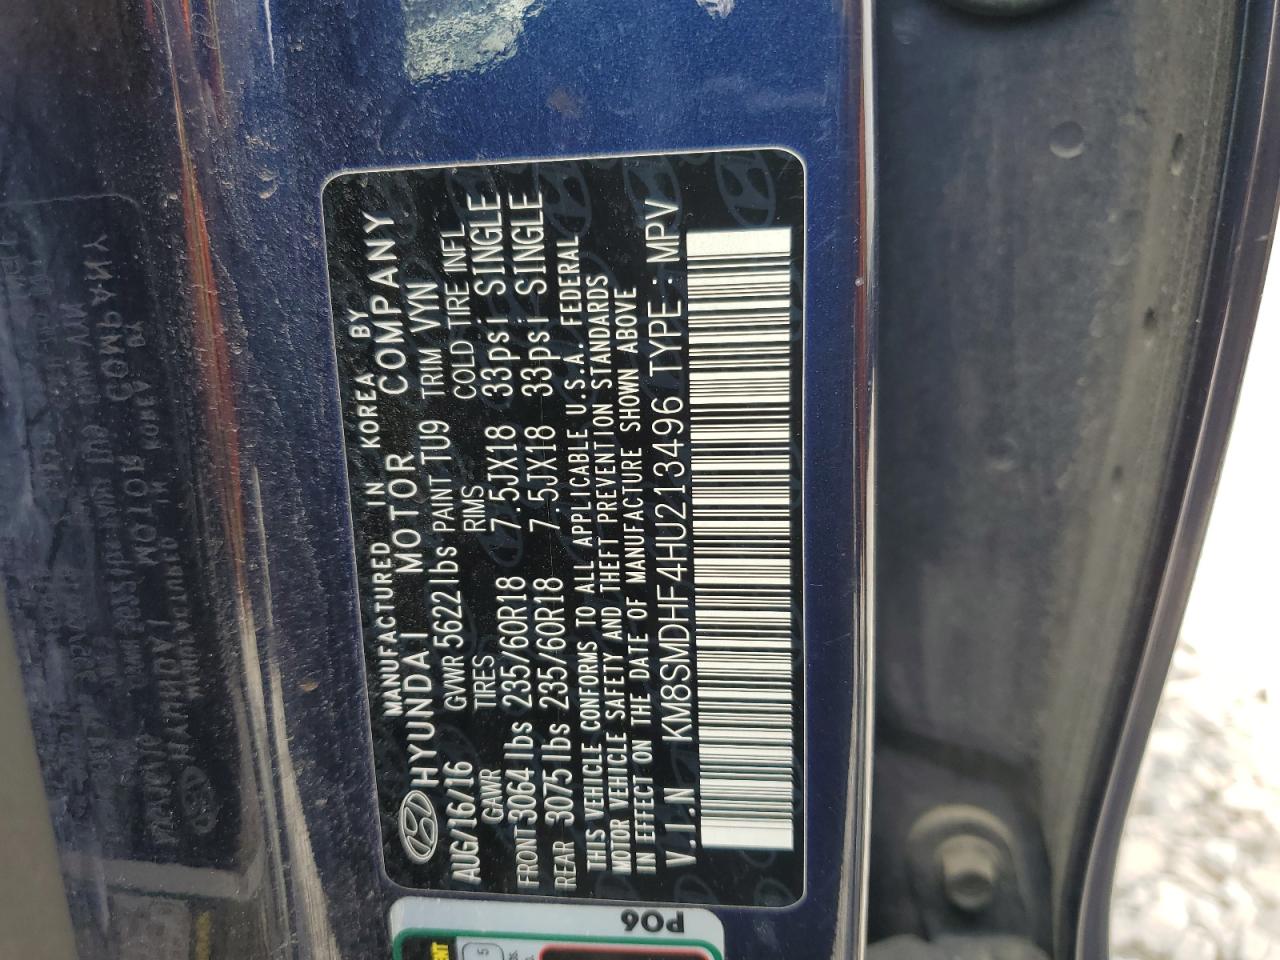 MANUFACTURED IN KOREA BY
HYUNDAI MOTOR COMPANY
AUG/16/16 GVWR 5622lbs PAINT TU9 TRIM VYN
GAWR TIRES RIMS COLD TIRE INFL
FRONT 3064lbs 235/60R18 7.5JX18 33psi SINGLE
REAR 3075lbs 235/60R18 7.5JX18 33psi SINGLE
THIS VEHICLE CONFORMS TO ALL APPLICABLE U.S.A. FEDERAL
MOTOR VEHICLE SAFETY AND THEFT PREVENTION STANDARDS
IN EFFECT ON THE DATE OF MANUFACTURE SHOWN ABOVE
V.I.N KM8SMDHF4HU213496 TYPE : MPV
P06
5